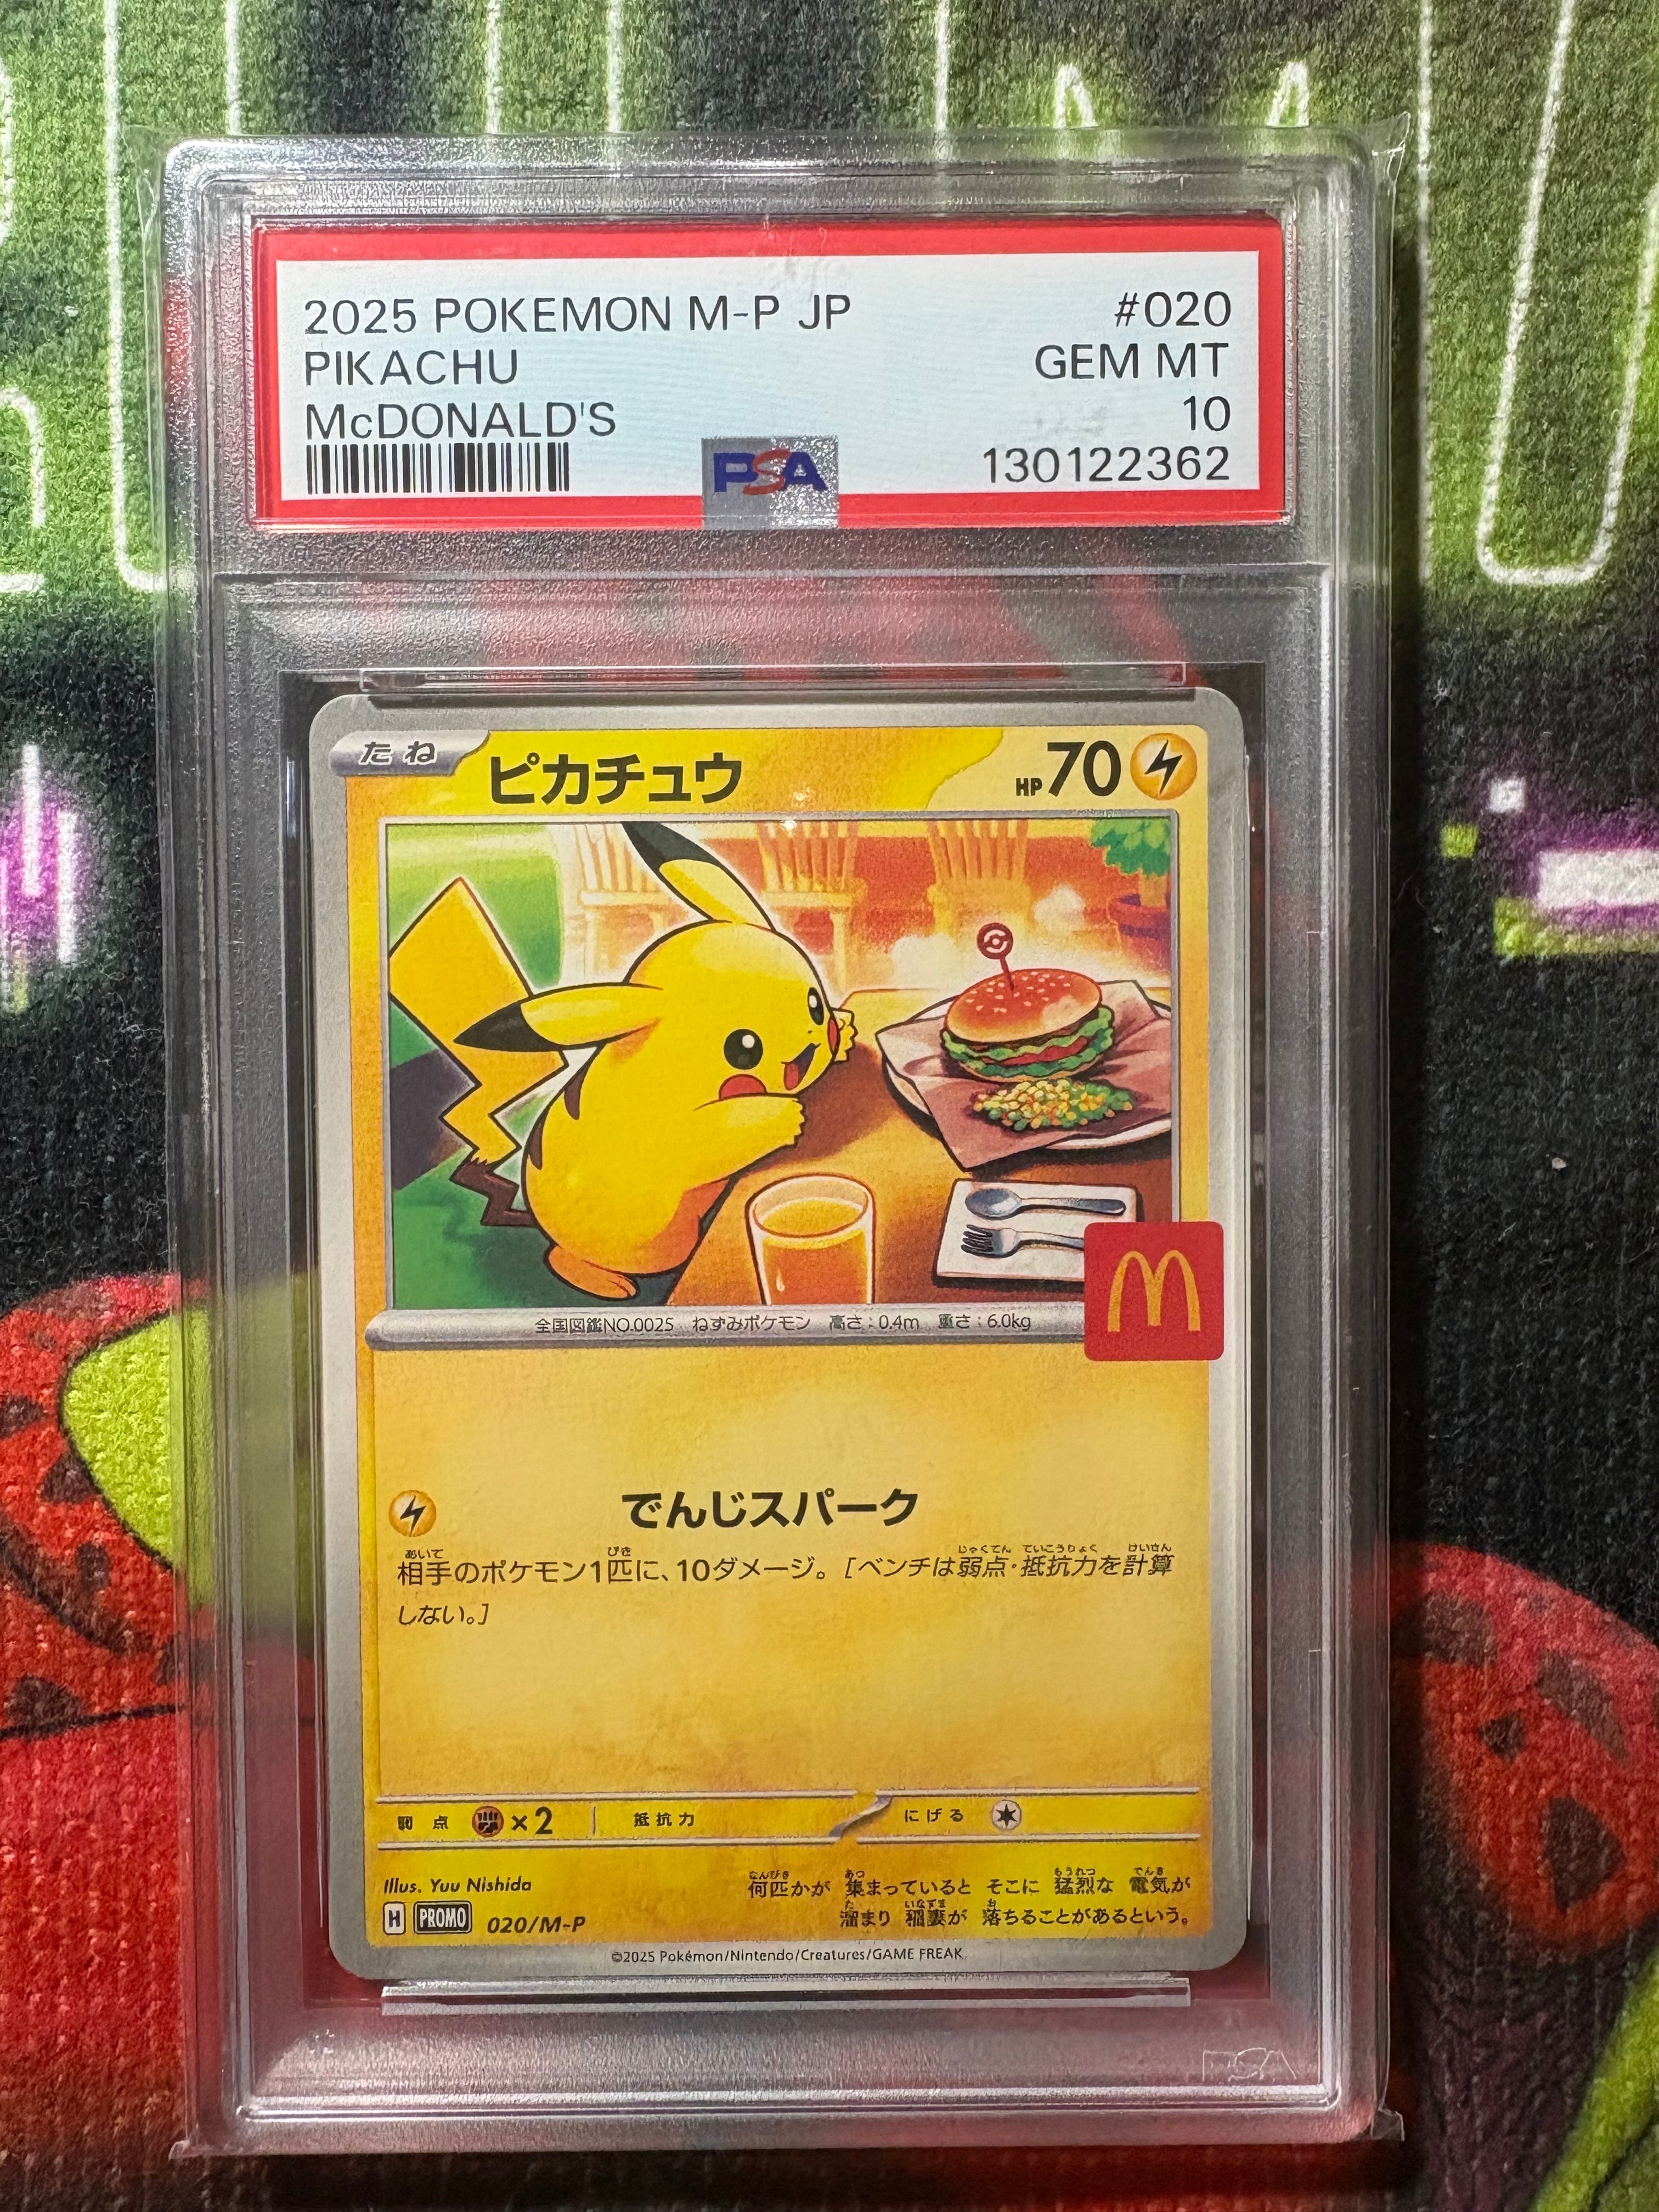 2025 POKEMON M-P JP #020
PIKACHU GEM MT
McDONALD'S 10
PSA 130122362
たね ピカチュウ HP70
全国図鑑NO.0025 ねずみポケモン 高さ:0.4m 重さ:6.0kg
M
でんじスパーク
相手のポケモン1匹に、10ダメージ。[ベンチは弱点・抵抗力を計算
しない。]
弱点 ×2 抵抗力 にげる
Illus. Yuu Nishida
何匹かが 集まっていると そこに 猛烈な 電気が
溜まり 稲妻が 落ちることがあるという。
H PROMO 020/M-P
©2025 Pokémon/Nintendo/Creatures/GAME FREAK
PSA